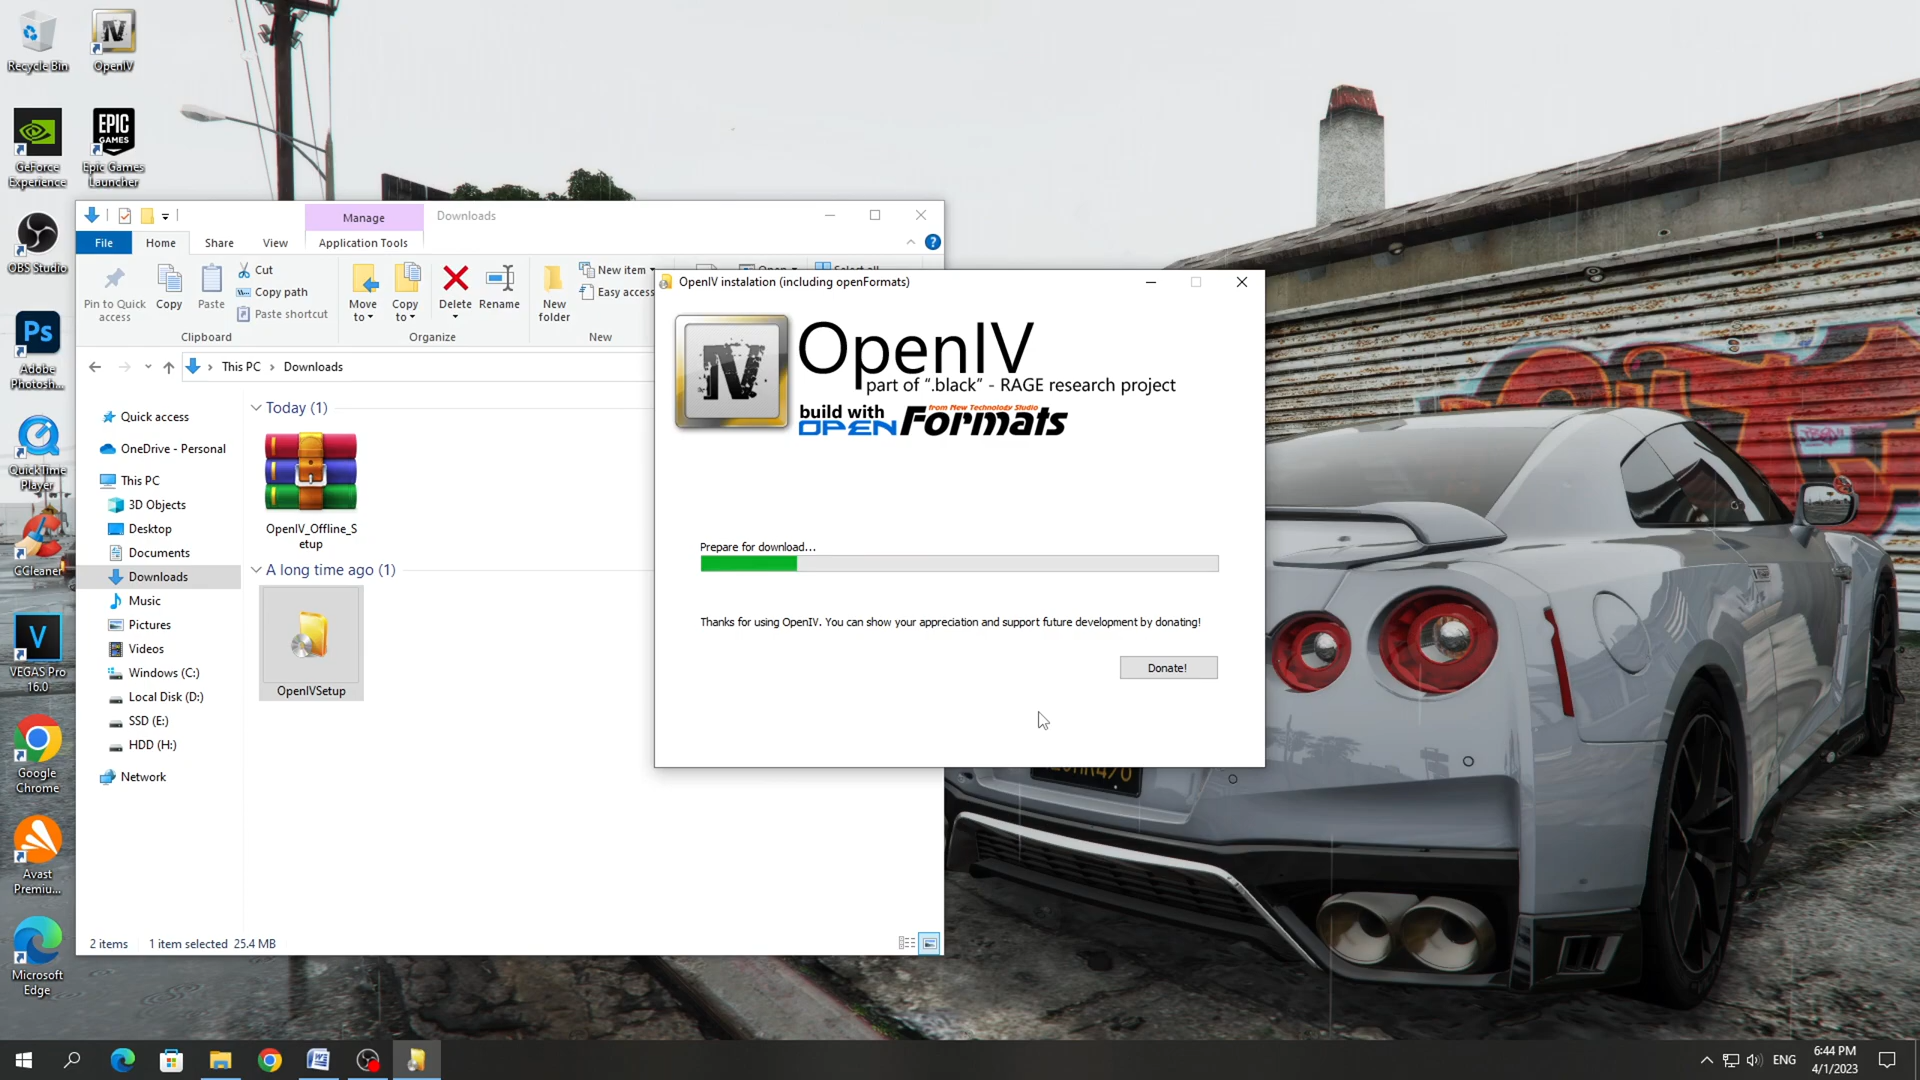 Recycle Bin
OpenIV
GeForce
Experience
EPIC
GAMES
Epic Games
Launcher
OBS Studio
Ps
Adobe
Photosh...
QuickTime
Player
CCleaner
V
VEGAS Pro
16.0
Google
Chrome
Avast
Premiu...
Microsoft
Edge
Manage
Downloads
File
Home
Share
View
Application Tools
Pin to Quick
access
Copy
Paste
Cut
Copy path
Paste shortcut
Clipboard
Move
to
Copy
to
Delete
Rename
Organize
New
folder
New item
Easy access
New
Open
Select all
This PC
Downloads
Quick access
OneDrive - Personal
This PC
3D Objects
Desktop
Documents
Downloads
Music
Pictures
Videos
Windows (C:)
Local Disk (D:)
SSD (E:)
HDD (H:)
Network
Today (1)
OpenIV_Offline_S
etup
A long time ago (1)
OpenIVSetup
2 items
1 item selected 25.4 MB
OpenIV instalation (including openFormats)
IV
OpenIV
part of “.black” - RAGE research project
build with
from New Technology Studio
OPEN Formats
Prepare for download...
Thanks for using OpenIV. You can show your appreciation and support future development by donating!
Donate!
ENG
6:44 PM
4/1/2023